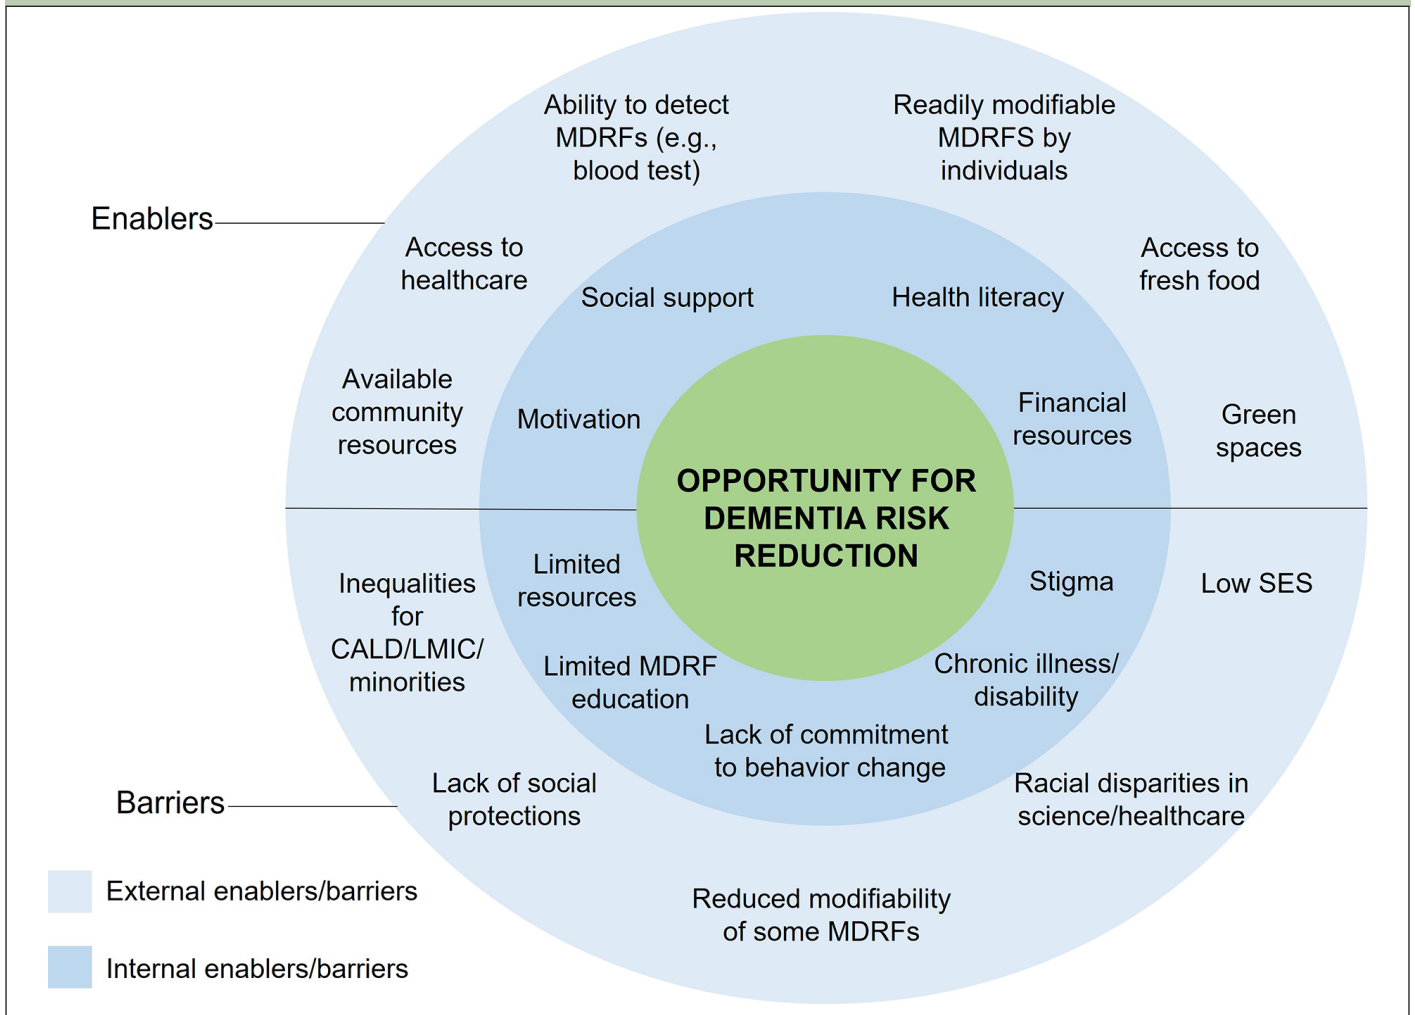 Ability to detect
MDRFs (e.g.,
blood test)
Readily modifiable
MDRFS by
individuals
Enablers
Access to
healthcare
Access to
fresh food
Social support
Health literacy
Available
community
resources
Motivation
Financial
resources
Green
spaces
OPPORTUNITY FOR
DEMENTIA RISK
REDUCTION
Inequalities
for
CALD/LMIC/
minorities
Limited
resources
Stigma
Low SES
Limited MDRF
education
Chronic illness/
disability
Lack of commitment
to behavior change
Barriers
Lack of social
protections
Racial disparities in
science/healthcare
Reduced modifiability
of some MDRFs
External enablers/barriers
Internal enablers/barriers